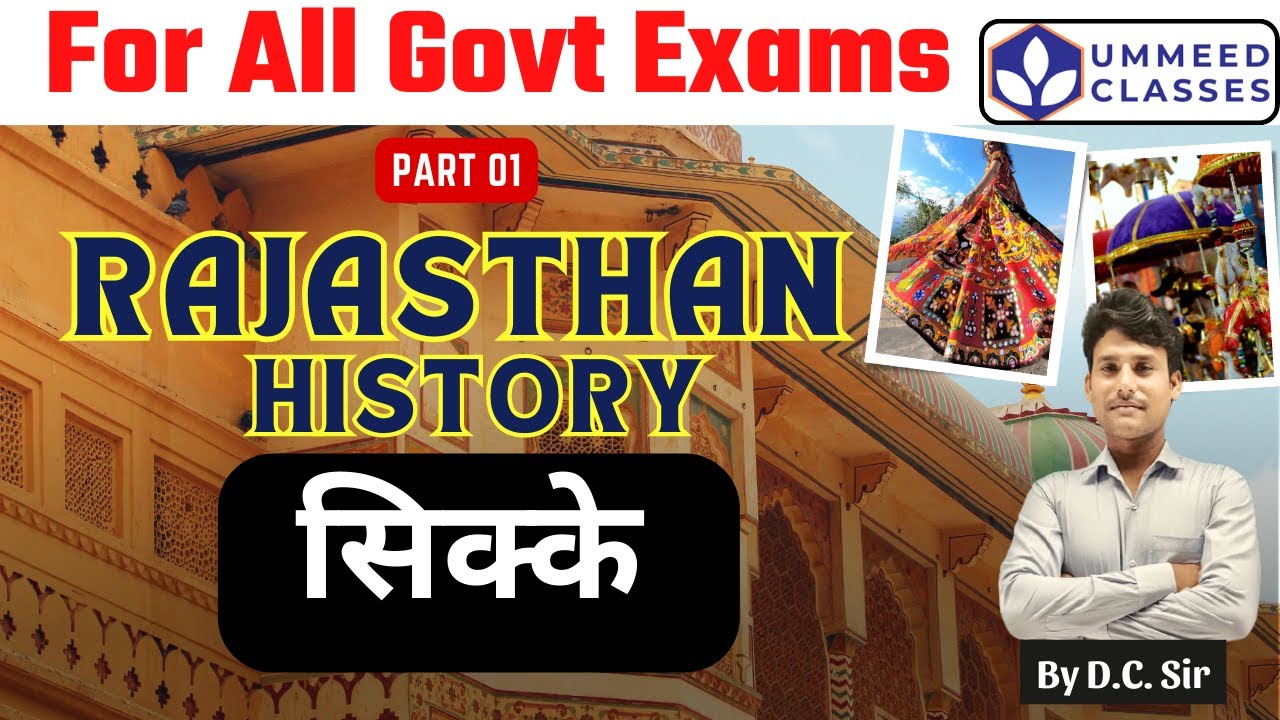 For All Govt Exams
UMMEED
CLASSES
PART 01
RAJASTHAN
HISTORY
सिक्के
By D.C. Sir